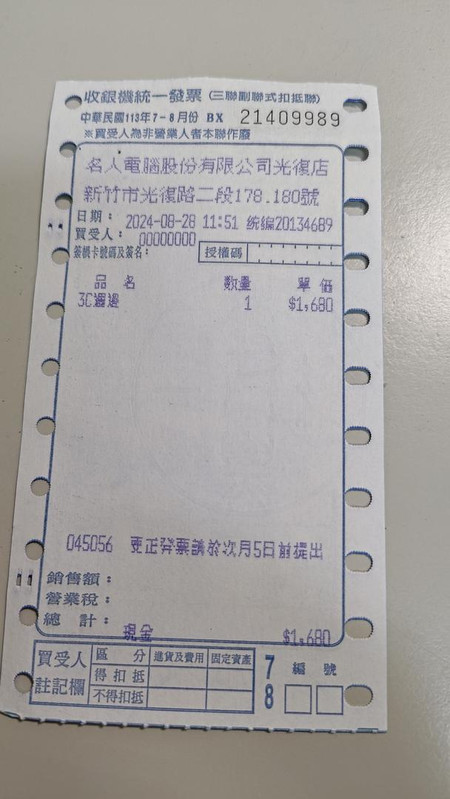 收銀機統一發票 (三聯副聯式扣抵聯)
中華民國113年7-8月份 BX 21409989
※買受人為非營業人者本聯作廢
名人電腦股份有限公司光復店
新竹市光復路二段178.180號
日期： 2024-08-28 11:51 統編20134689
買受人： 00000000
簽帳卡號碼及簽名： 授權碼
品名 數量 單價
3C週邊 1 $1,680
045056 更正發票請於次月5日前提出
銷售額：
營業稅：
總計： 現金 $1,680
買受人註記欄 區分 進貨及費用 固定資產 7 編號
得扣抵
不得扣抵 8